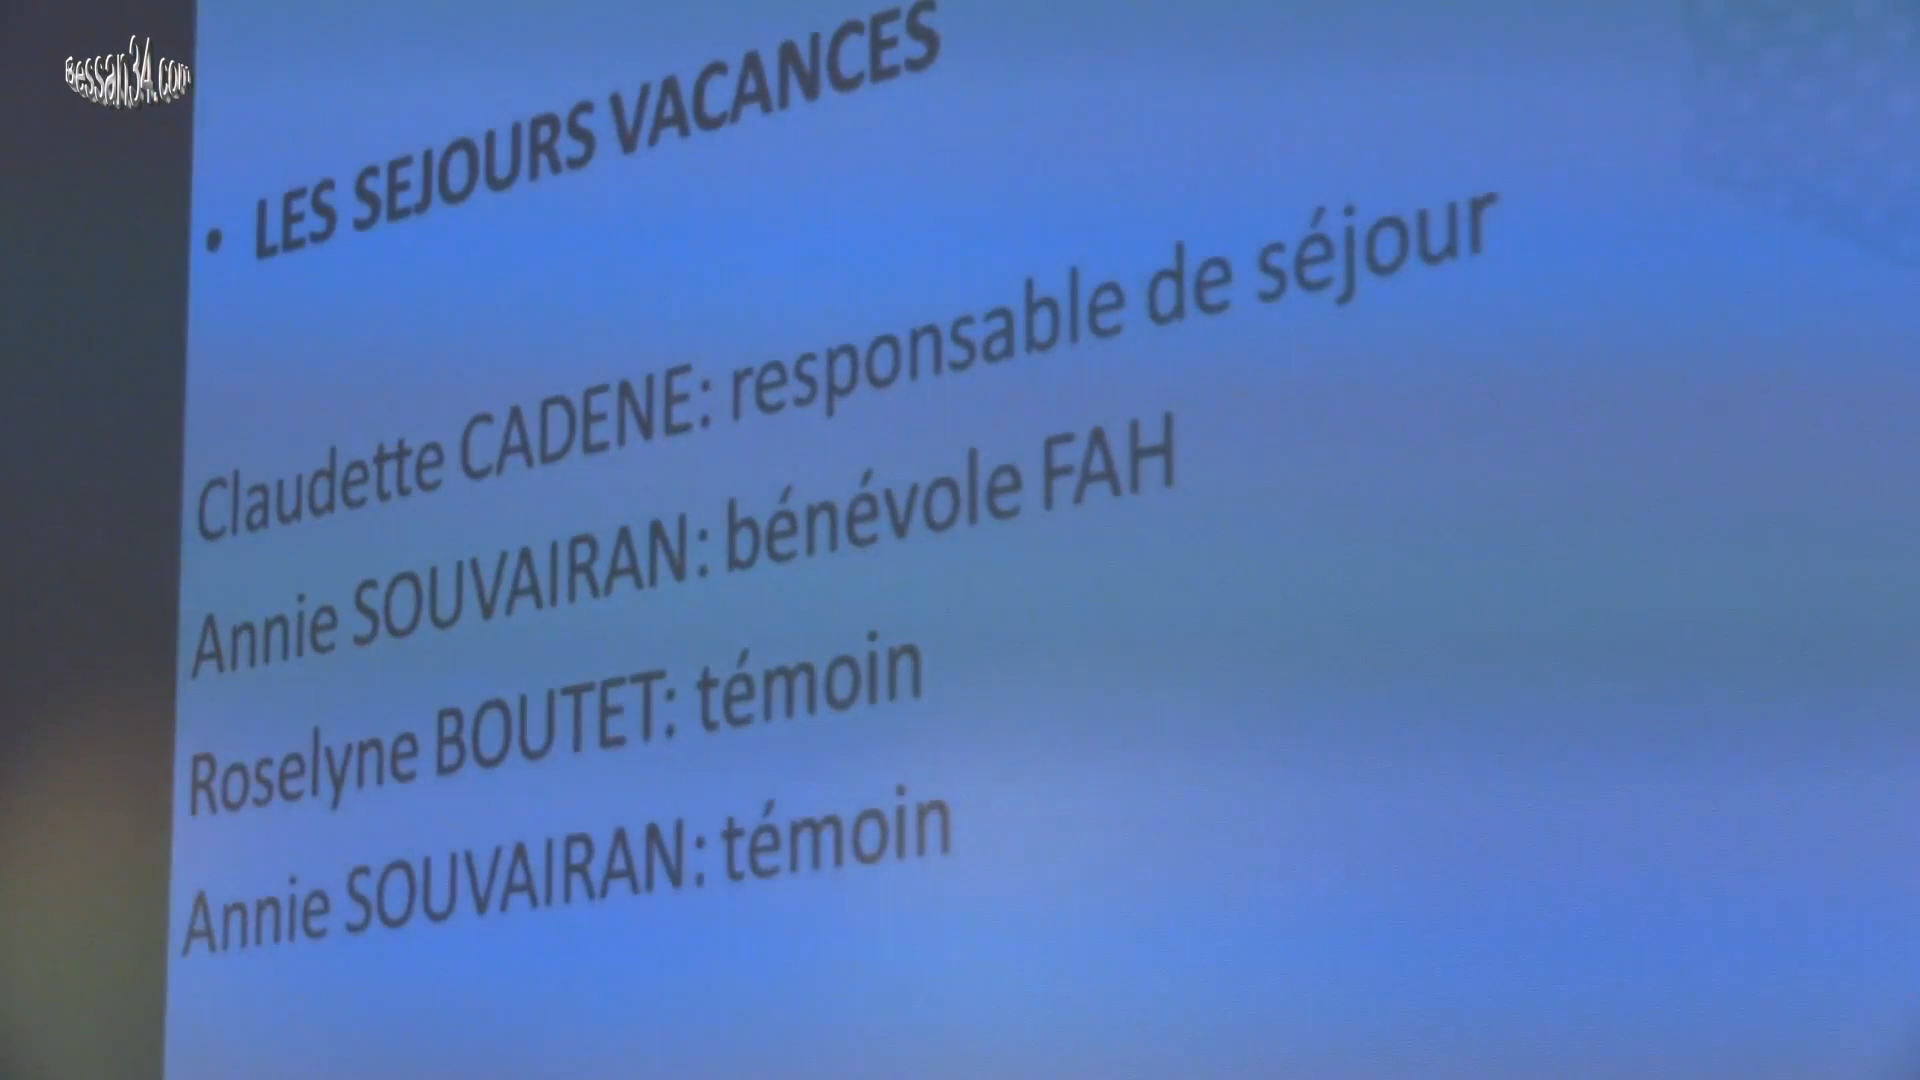 Bessan34.com
• LES SEJOURS VACANCES
Claudette CADENE: responsable de séjour
Annie SOUVAIRAN: bénévole FAH
Roselyne BOUTET: témoin
Annie SOUVAIRAN: témoin